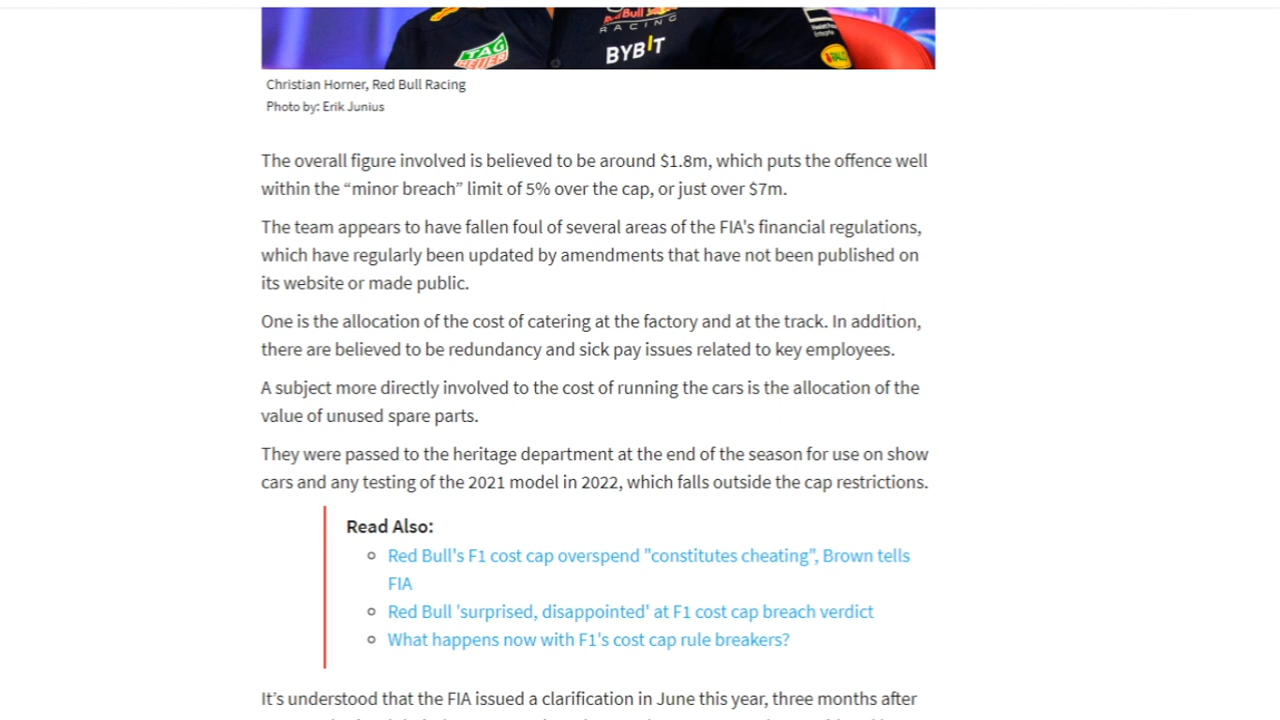 TAG
HEUER
Red Bull
RACING
BYBIT
Christian Horner, Red Bull Racing
Photo by: Erik Junius
The overall figure involved is believed to be around $1.8m, which puts the offence well
within the “minor breach” limit of 5% over the cap, or just over $7m.
The team appears to have fallen foul of several areas of the FIA's financial regulations,
which have regularly been updated by amendments that have not been published on
its website or made public.
One is the allocation of the cost of catering at the factory and at the track. In addition,
there are believed to be redundancy and sick pay issues related to key employees.
A subject more directly involved to the cost of running the cars is the allocation of the
value of unused spare parts.
They were passed to the heritage department at the end of the season for use on show
cars and any testing of the 2021 model in 2022, which falls outside the cap restrictions.
Read Also:
Red Bull's F1 cost cap overspend "constitutes cheating", Brown tells
FIA
Red Bull 'surprised, disappointed' at F1 cost cap breach verdict
What happens now with F1's cost cap rule breakers?
It’s understood that the FIA issued a clarification in June this year, three months after